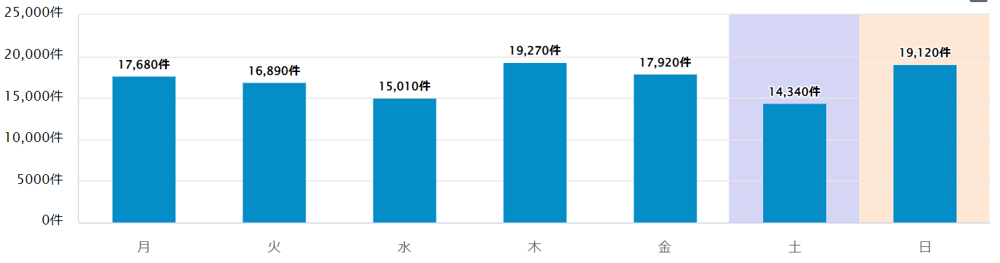 25,000件
20,000件
15,000件
10,000件
5000件
0件
17,680件
16,890件
15,010件
19,270件
17,920件
14,340件
19,120件
月 火 水 木 金 土 日